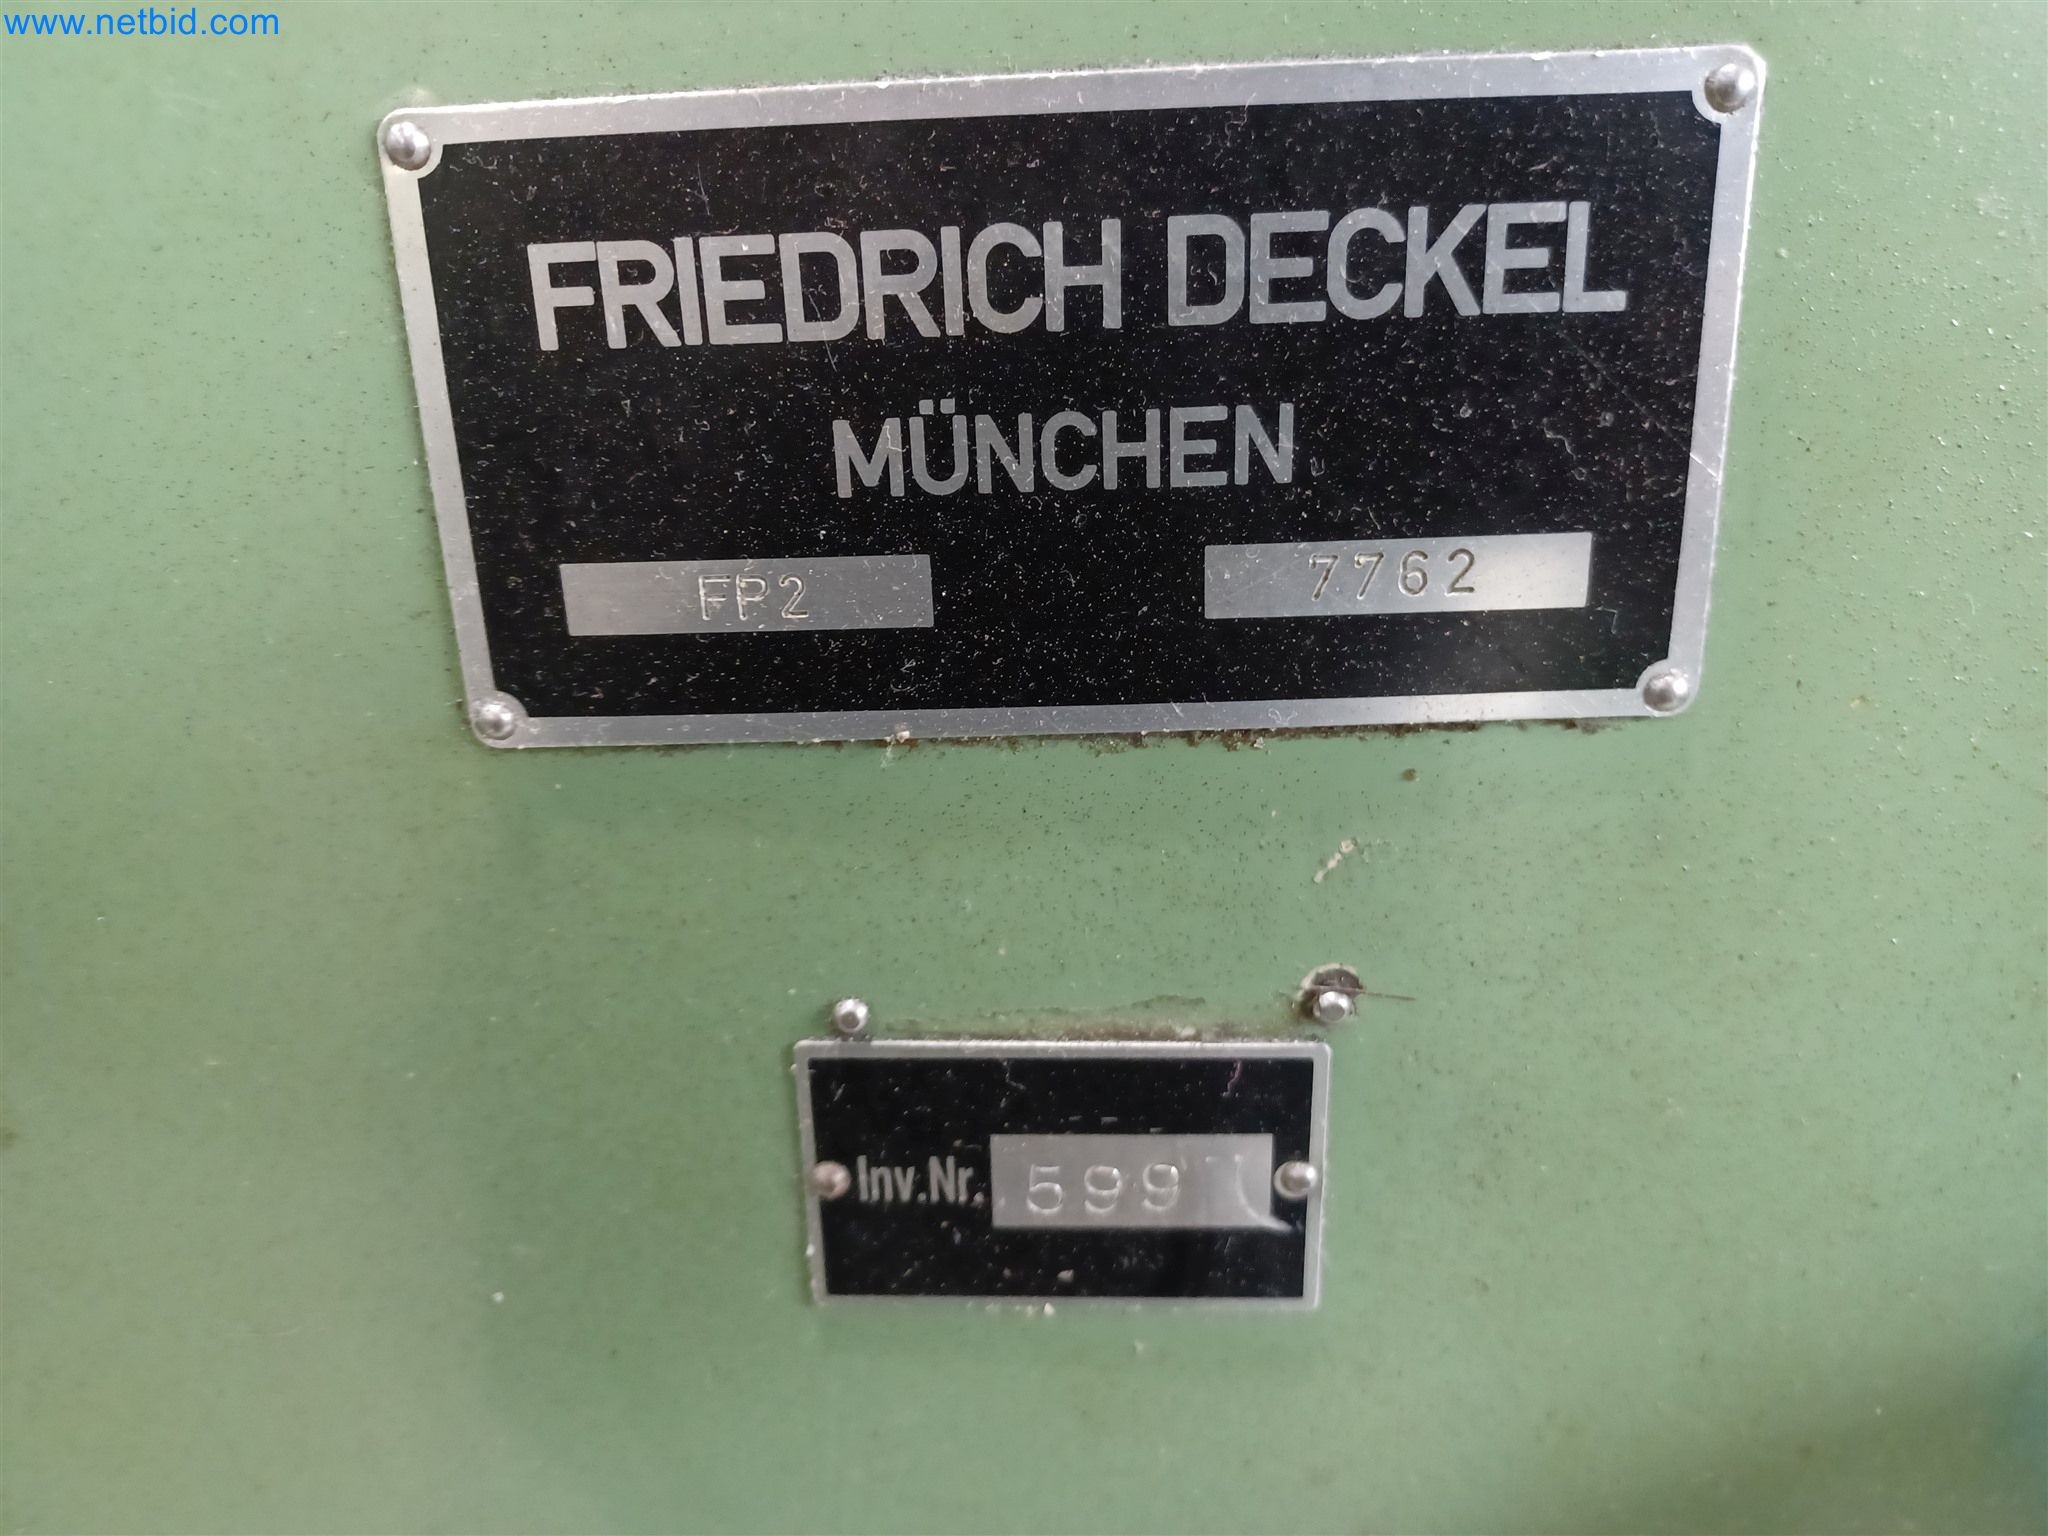 www.netbid.com
FRIEDRICH DECKEL
MÜNCHEN
FP2 7762
Inv.Nr. 599